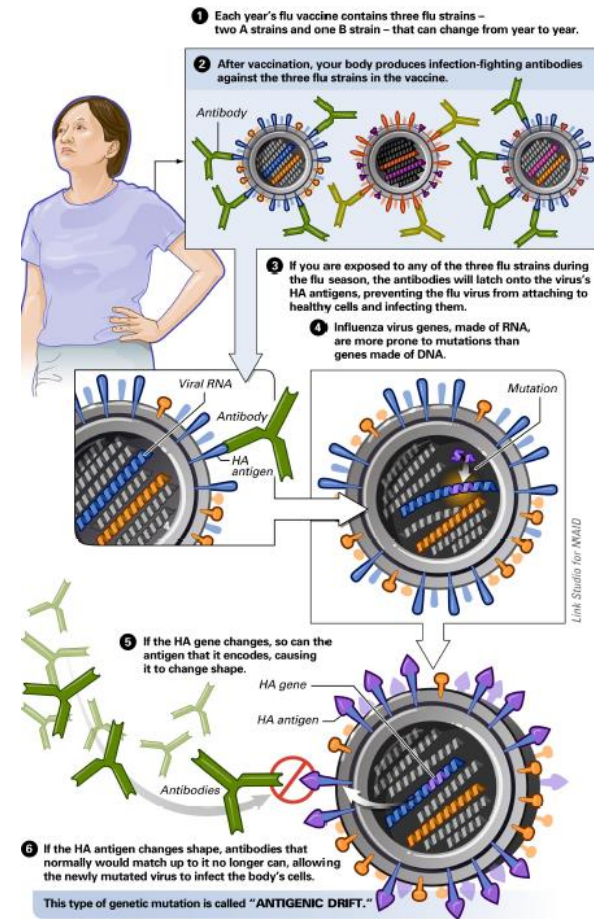 1 Each year's flu vaccine contains three flu strains –
two A strains and one B strain – that can change from year to year.
2 After vaccination, your body produces infection-fighting antibodies
against the three flu strains in the vaccine.
Antibody
3 If you are exposed to any of the three flu strains during
the flu season, the antibodies will latch onto the virus's
HA antigens, preventing the flu virus from attaching to
healthy cells and infecting them.
4 Influenza virus genes, made of RNA,
are more prone to mutations than
genes made of DNA.
Viral RNA
Antibody
HA
antigen
Mutation
Link Studio for NIAID
5 If the HA gene changes, so can the
antigen that it encodes, causing
it to change shape.
HA gene
HA antigen
Antibodies
6 If the HA antigen changes shape, antibodies that
normally would match up to it no longer can, allowing
the newly mutated virus to infect the body's cells.
This type of genetic mutation is called "ANTIGENIC DRIFT."